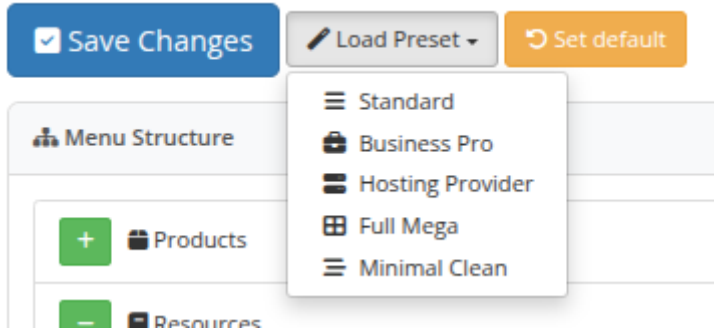 Save Changes
Load Preset
Set default
Standard
Business Pro
Hosting Provider
Full Mega
Minimal Clean
Menu Structure
Products
Resources